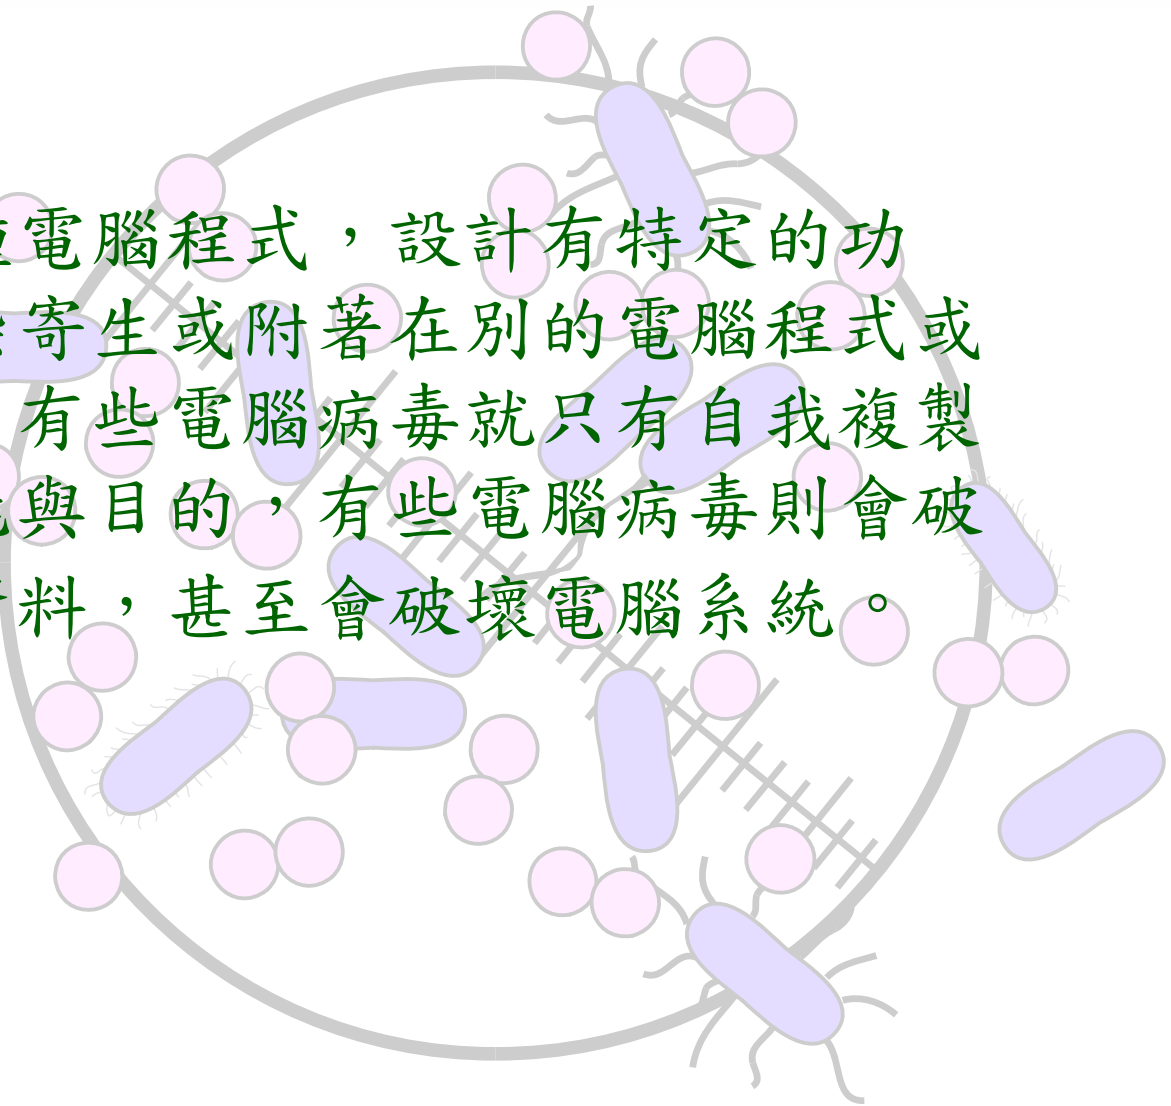 電腦程式，設計有特定的功
寄生或附著在別的電腦程式或
有些電腦病毒就只有自我複製
與目的，有些電腦病毒則會破
料，甚至會破壞電腦系統。